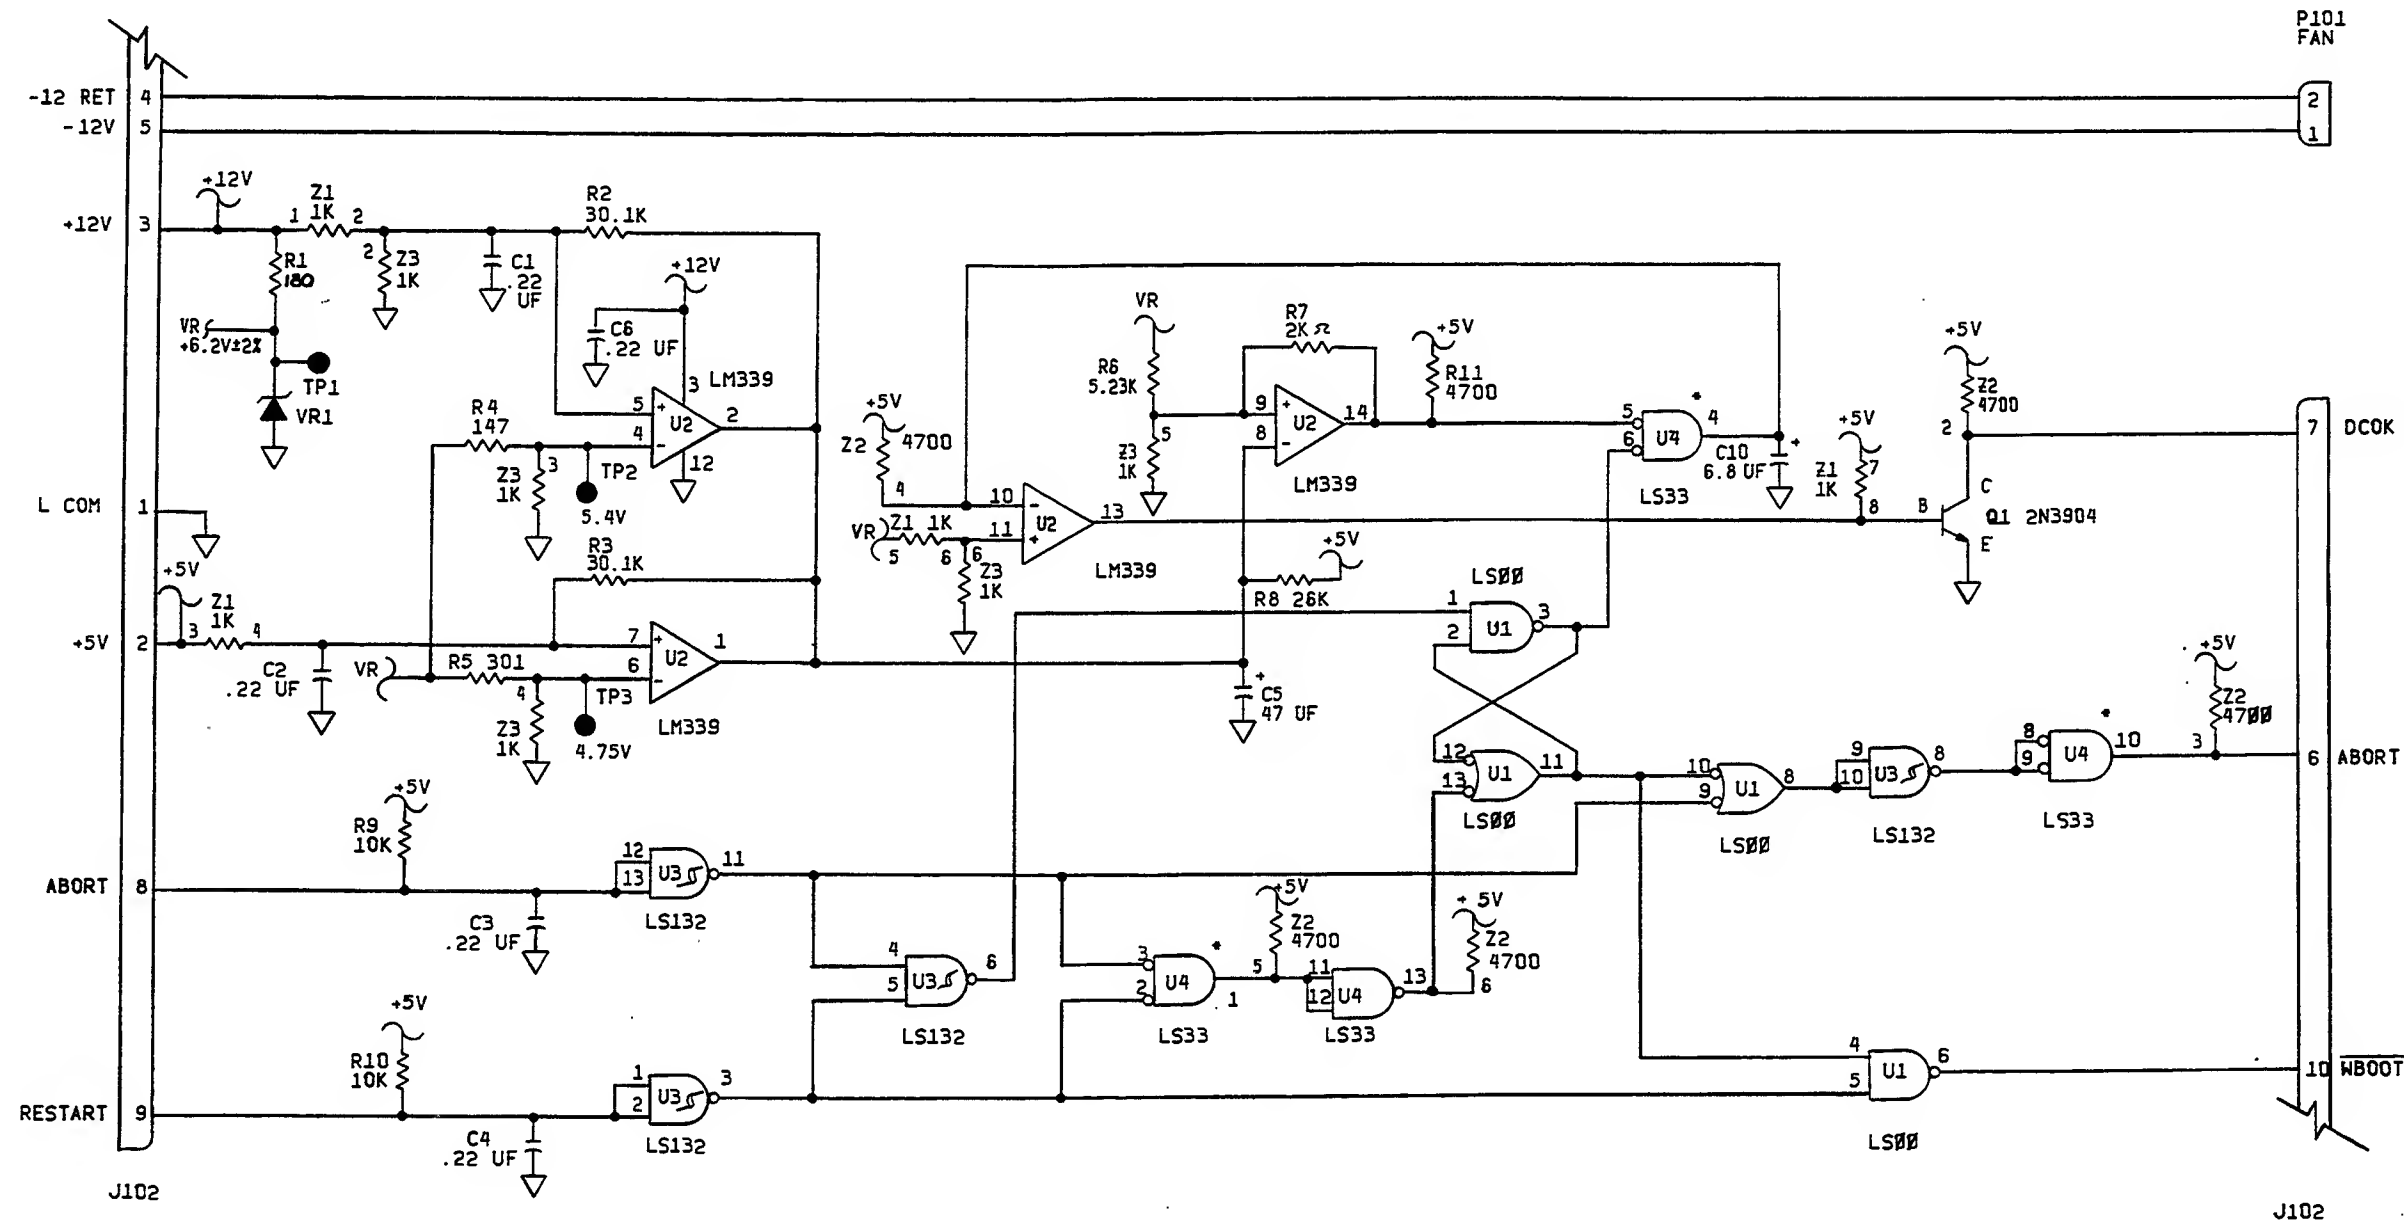 P101
FAN
-12 RET 4
2
-12V 5
1
+12V
+12V 3
1 Z1 1K 2
R2
30.1K
R1
180
2 Z3
1K
C1
.22
UF
+12V
C6
.22 UF
VR
+6.2V±2%
TP1
VR1
LM339
3
5 + U2 2
4 -
12
R4
147
Z3 3
1K
TP2
5.4V
L COM 1
R3
30.1K
+5V
Z1
1K
+5V 2 3 4
C2
.22 UF
VR
R5 301
4 TP3
Z3
1K
4.75V
7 + U2 1
6 -
LM339
VR
R6
5.23K
R7
2KΩ
+5V
R11
4700
+5V
Z2 4700
4
5
Z3
1K
9 + U2 14
8 -
LM339
*
5 U4 4
6
LS33
C10 +
6.8 UF
10 - U2 13
11 +
LM339
VR Z1 1K
5 6 6
Z3
1K
+5V
R8 26K
+5V
Z1 7
1K
8
+5V
Z2
4700
2
B C
Q1 2N3904
E
7 DCOK
LS00
1 U1 3
2
C5 +
47 UF
12 U1 11
13
LS00
10 U1 8
9
LS00
9 U3 8
10
LS132
*
8 U4 10
9
LS33
+5V
Z2
4700
3
6 ABORT
+5V
R9
10K
ABORT 8
C3
.22 UF
12 U3 11
13
LS132
4 U3 6
5
LS132
*
3 U4
2 1
LS33
+5V
Z2
4700
5
11 U4 13
12
LS33
+5V
Z2
4700
6
+5V
R10
10K
RESTART 9
C4
.22 UF
1 U3 3
2
LS132
4 U1 6
5
LS00
10 WBOOT
J102
J102